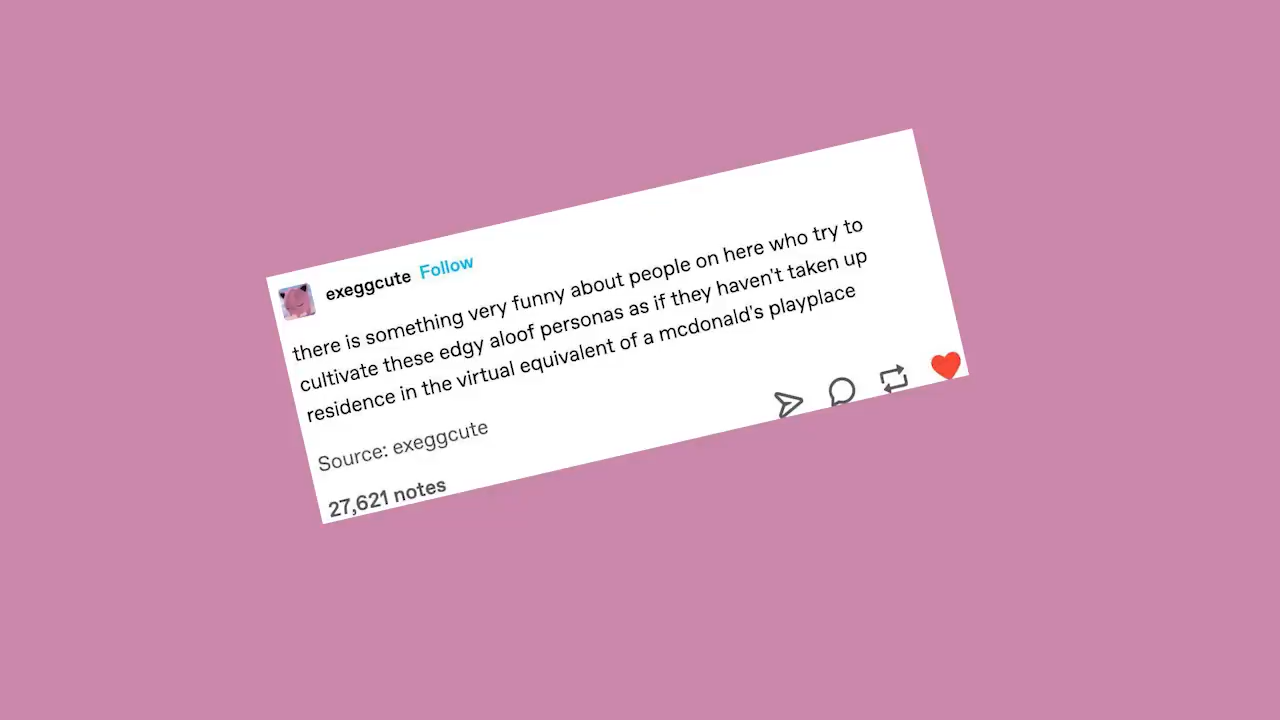 exeggcute Follow
there is something very funny about people on here who try to
cultivate these edgy aloof personas as if they haven't taken up
residence in the virtual equivalent of a mcdonald's playplace
Source: exeggcute
27,621 notes